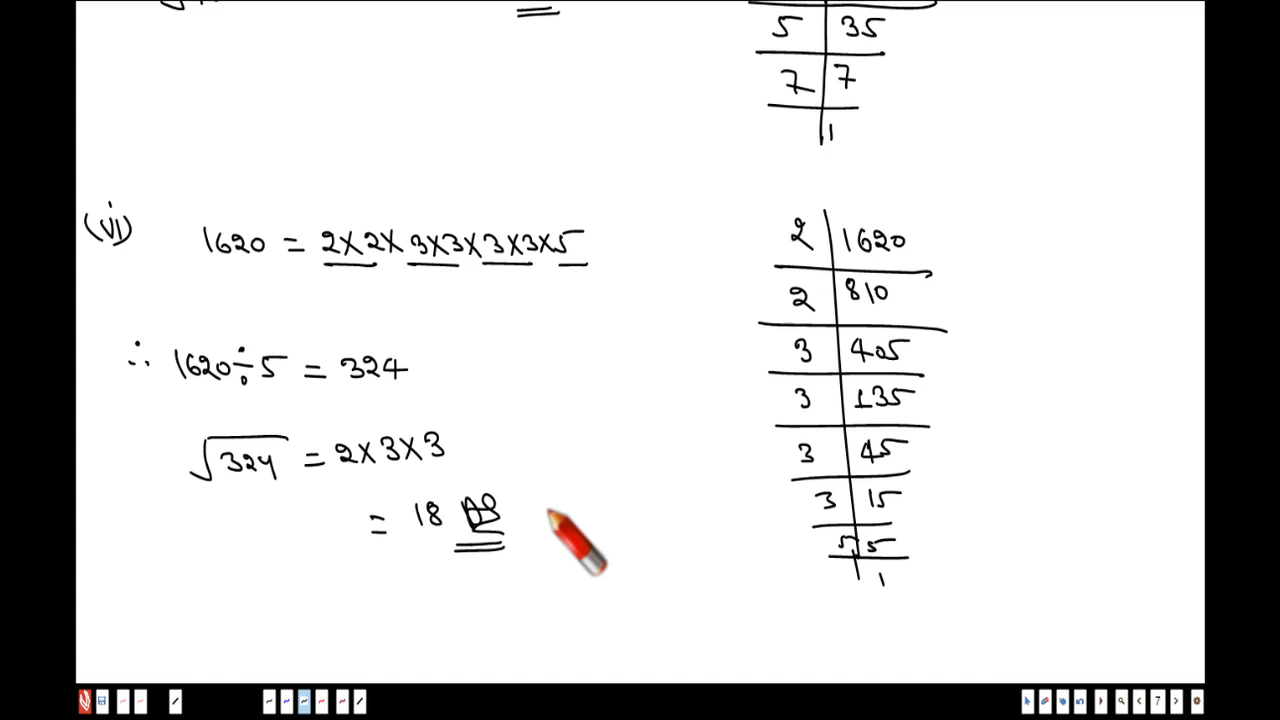 5 | 35
7 | 7
1
(vi) 1620 = 2×2×3×3×3×3×5
∴ 1620÷5 = 324
√324 = 2×3×3
= 18
2 | 1620
2 | 810
3 | 405
3 | 135
3 | 45
3 | 15
5 | 5
1
7